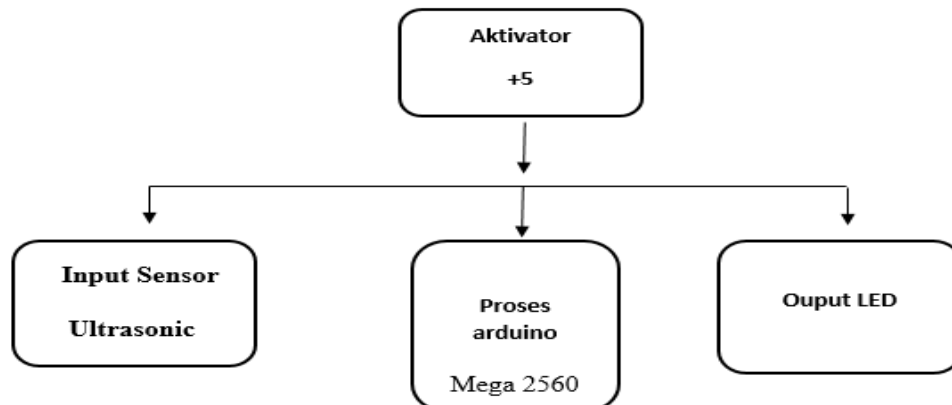 Aktivator
+5
Input Sensor
Ultrasonic
Proses
arduino
Mega 2560
Ouput LED